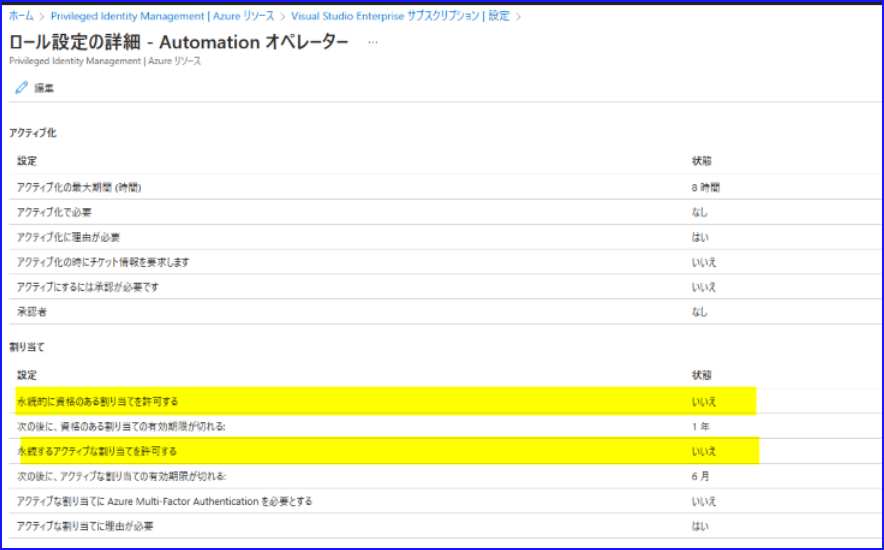 ホーム > Privileged Identity Management | Azure リソース > Visual Studio Enterprise サブスクリプション | 設定 >
ロール設定の詳細 - Automation オペレーター ...
Privileged Identity Management | Azure リソース
編集
アクティブ化
設定 状態
アクティブ化の最大期間 (時間) 8 時間
アクティブ化で必要 なし
アクティブ化に理由が必要 はい
アクティブ化の時にチケット情報を要求します いいえ
アクティブにするには承認が必要です いいえ
承認者 なし
割り当て
設定 状態
永続的に資格のある割り当てを許可する いいえ
次の後に、資格のある割り当ての有効期限が切れる: 1 年
永続するアクティブな割り当てを許可する いいえ
次の後に、アクティブな割り当ての有効期限が切れる: 6 月
アクティブな割り当てに Azure Multi-Factor Authentication を必要とする いいえ
アクティブな割り当てに理由が必要 はい